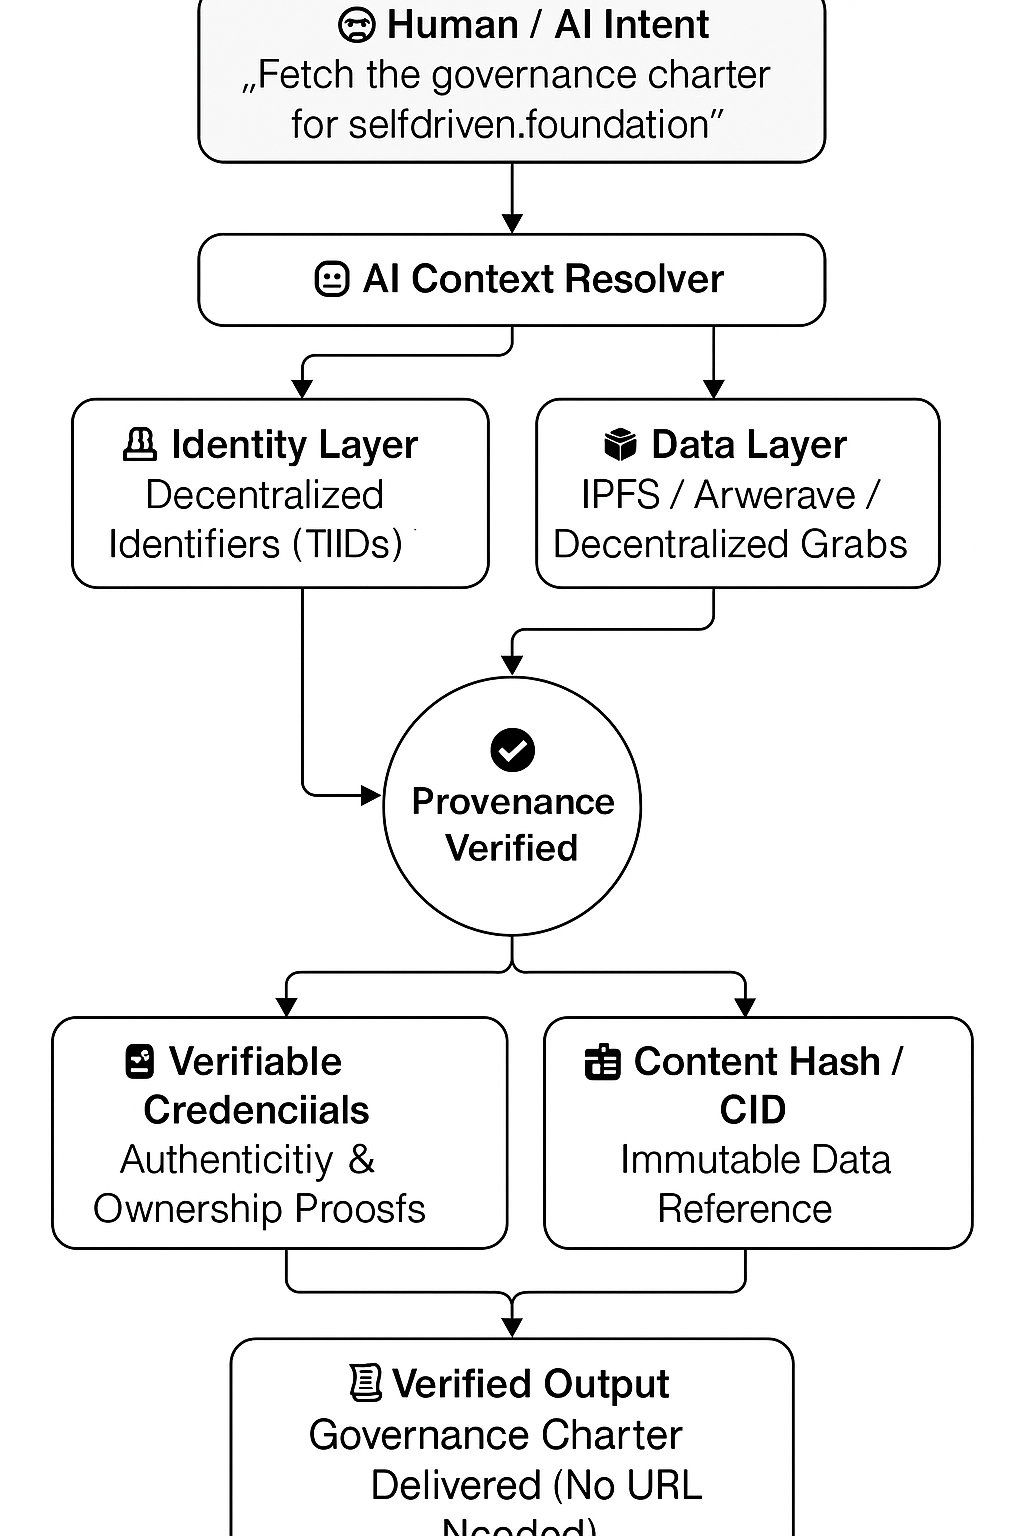 Human / AI Intent
„Fetch the governance charter
for selfdriven.foundation”
AI Context Resolver
Identity Layer
Decentralized
Identifiers (TIIDs)
Data Layer
IPFS / Arwerave /
Decentralized Grabs
Provenance
Verified
Verifiable
Credenciials
Authenticitiy &
Ownership Proosfs
Content Hash /
CID
Immutable Data
Reference
Verified Output
Governance Charter
Delivered (No URL
Ncoded)